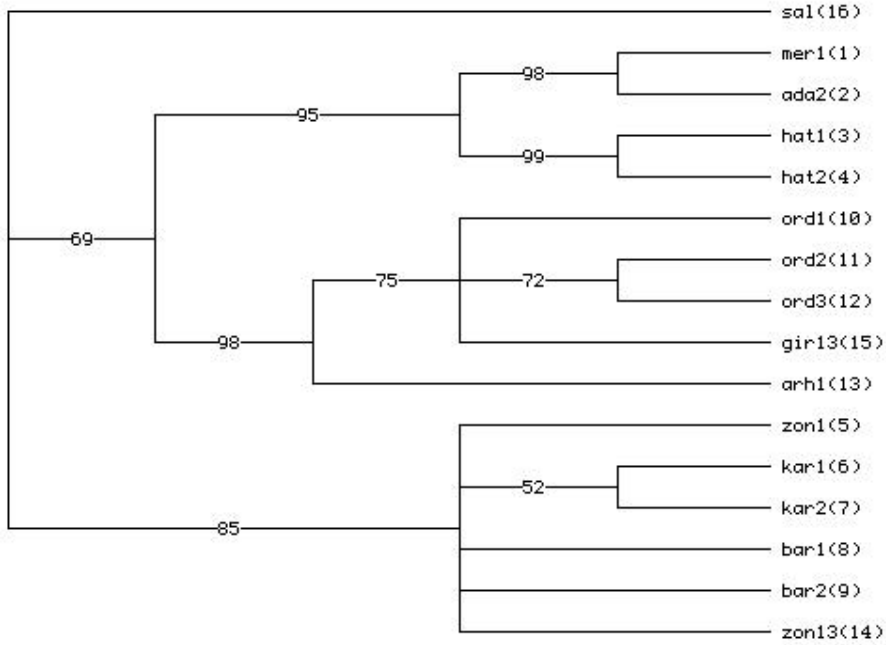 sal(16)
mer1(1)
98
ada2(2)
95
hat1(3)
99
hat2(4)
ord1(10)
69
ord2(11)
75
72
ord3(12)
98
gir13(15)
arh1(13)
zon1(5)
kar1(6)
52
kar2(7)
85
bar1(8)
bar2(9)
zon13(14)